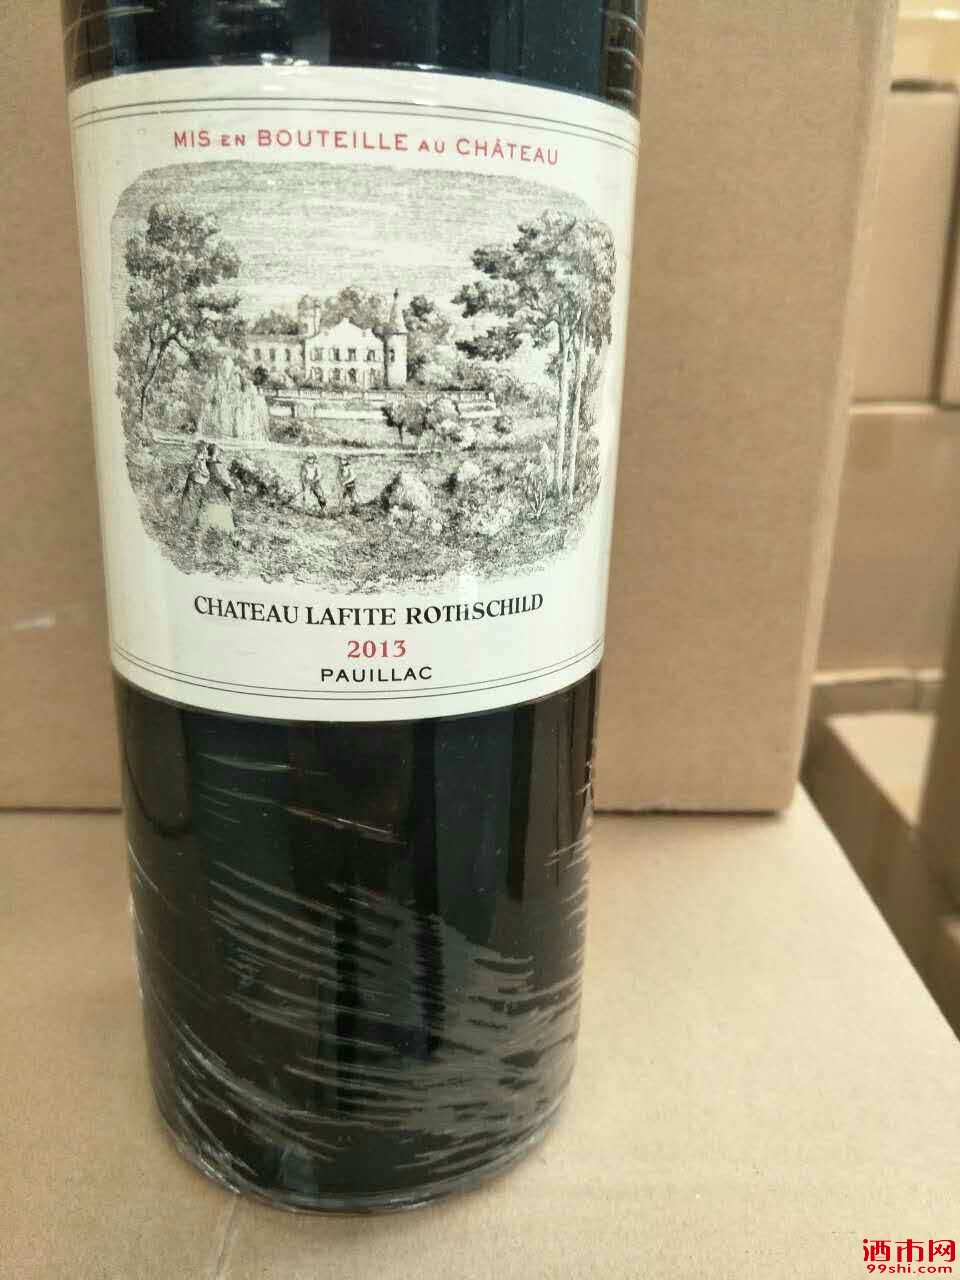 MIS EN BOUTEILLE AU CHÂTEAU
CHATEAU LAFITE ROTHSCHILD
2013
PAUILLAC
酒市网
99shi.com